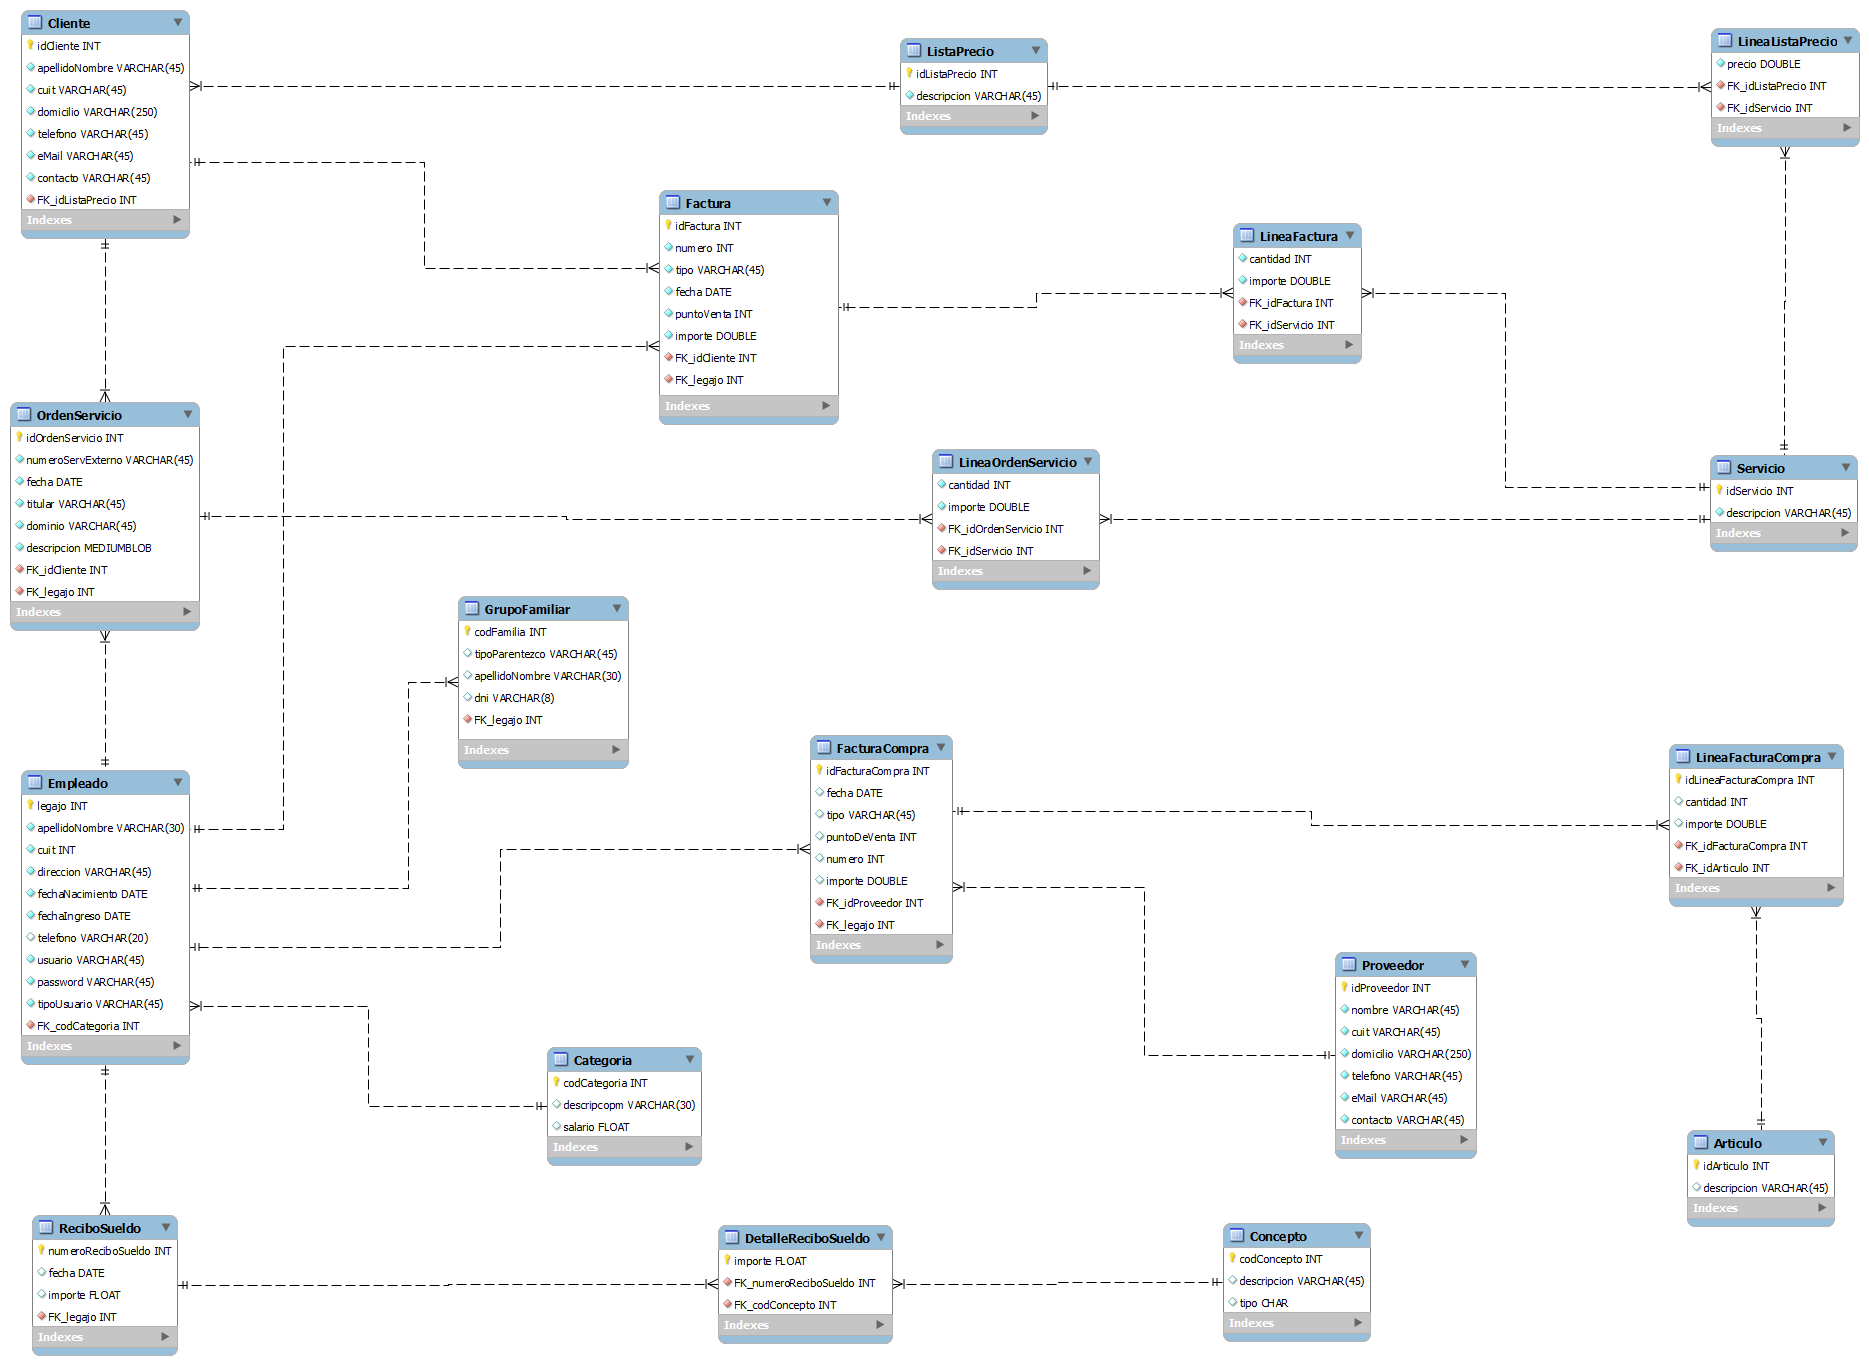 Cliente
idCliente INT
apellidoNombre VARCHAR(45)
cuit VARCHAR(45)
domicilio VARCHAR(250)
telefono VARCHAR(45)
eMail VARCHAR(45)
contacto VARCHAR(45)
FK_idListaPrecio INT
Indexes
ListaPrecio
idListaPrecio INT
descripcion VARCHAR(45)
Indexes
LineaListaPrecio
precio DOUBLE
FK_idListaPrecio INT
FK_idServicio INT
Indexes
Factura
idFactura INT
numero INT
tipo VARCHAR(45)
fecha DATE
puntoVenta INT
importe DOUBLE
FK_idCliente INT
FK_legajo INT
Indexes
LineaFactura
cantidad INT
importe DOUBLE
FK_idFactura INT
FK_idServicio INT
Indexes
OrdenServicio
idOrdenServicio INT
numeroServExterno VARCHAR(45)
fecha DATE
titular VARCHAR(45)
dominio VARCHAR(45)
descripcion MEDIUMBLOB
FK_idCliente INT
FK_legajo INT
Indexes
LineaOrdenServicio
cantidad INT
importe DOUBLE
FK_idOrdenServicio INT
FK_idServicio INT
Indexes
Servicio
idServicio INT
descripcion VARCHAR(45)
Indexes
GrupoFamiliar
codFamilia INT
tipoParentezco VARCHAR(45)
apellidoNombre VARCHAR(30)
dni VARCHAR(8)
FK_legajo INT
Indexes
Empleado
legajo INT
apellidoNombre VARCHAR(30)
cuit INT
direccion VARCHAR(45)
fechaNacimiento DATE
fechaIngreso DATE
telefono VARCHAR(20)
usuario VARCHAR(45)
password VARCHAR(45)
tipoUsuario VARCHAR(45)
FK_codCategoria INT
Indexes
FacturaCompra
idFacturaCompra INT
fecha DATE
tipo VARCHAR(45)
puntoDeVenta INT
numero INT
importe DOUBLE
FK_idProveedor INT
FK_legajo INT
Indexes
LineaFacturaCompra
idLineaFacturaCompra INT
cantidad INT
importe DOUBLE
FK_idFacturaCompra INT
FK_idArticulo INT
Indexes
Proveedor
idProveedor INT
nombre VARCHAR(45)
cuit VARCHAR(45)
domicilio VARCHAR(250)
telefono VARCHAR(45)
eMail VARCHAR(45)
contacto VARCHAR(45)
Indexes
Categoria
codCategoria INT
descripcopm VARCHAR(30)
salario FLOAT
Indexes
Articulo
idArticulo INT
descripcion VARCHAR(45)
Indexes
ReciboSueldo
numeroReciboSueldo INT
fecha DATE
importe FLOAT
FK_legajo INT
Indexes
DetalleReciboSueldo
importe FLOAT
FK_numeroReciboSueldo INT
FK_codConcepto INT
Indexes
Concepto
codConcepto INT
descripcion VARCHAR(45)
tipo CHAR
Indexes